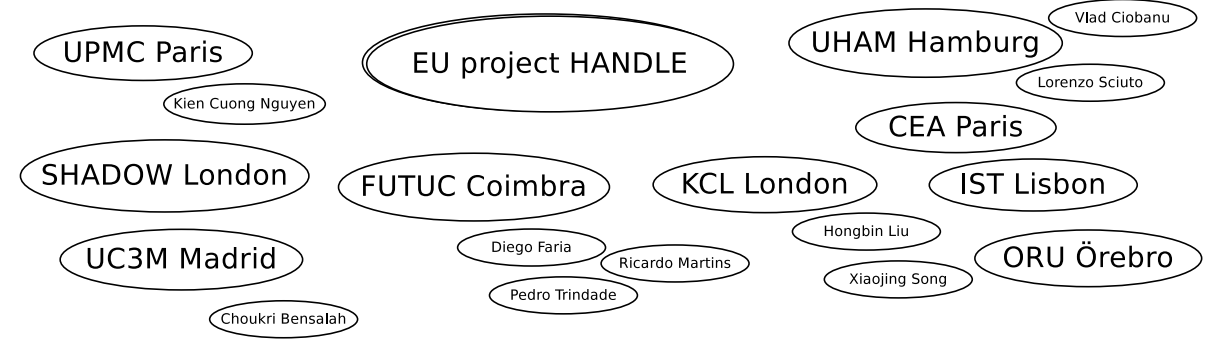 UPMC Paris
Kien Cuong Nguyen
EU project HANDLE
Vlad Ciobanu
UHAM Hamburg
Lorenzo Sciuto
CEA Paris
SHADOW London
FUTUC Coimbra
KCL London
IST Lisbon
Hongbin Liu
Diego Faria
Ricardo Martins
UC3M Madrid
ORU Örebro
Xiaojing Song
Pedro Trindade
Choukri Bensalah